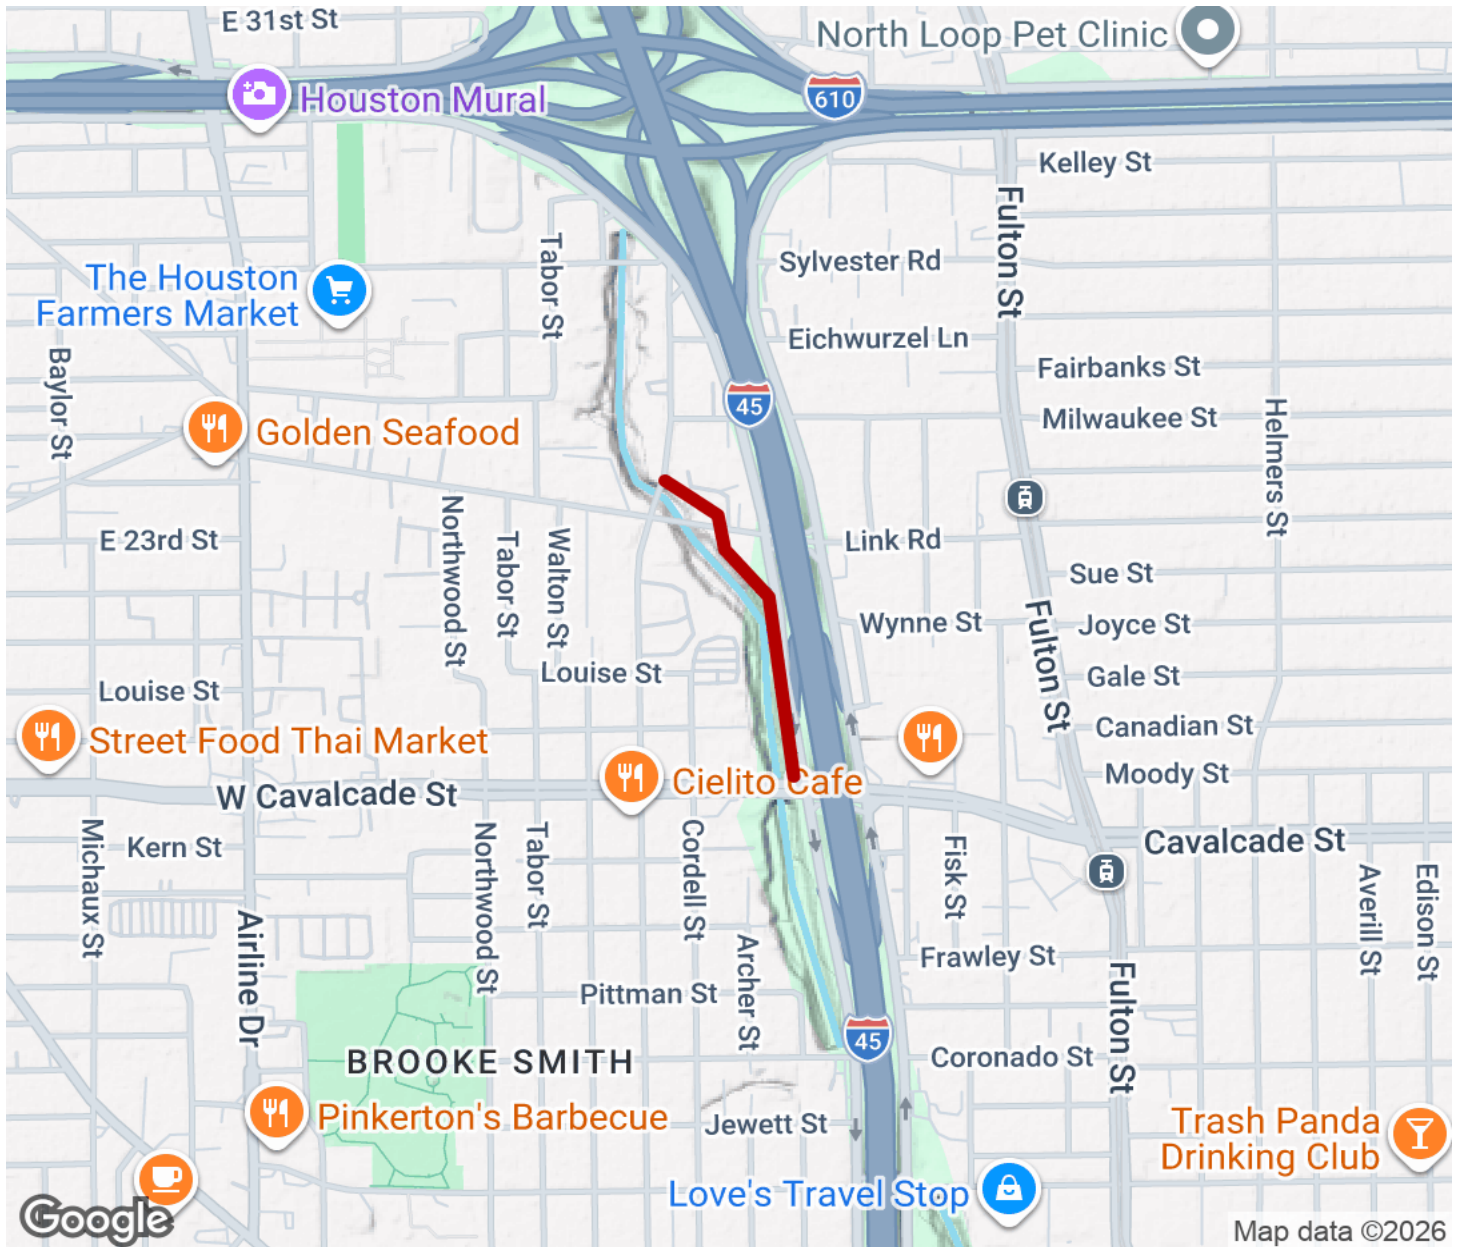 E 31st St
North Loop Pet Clinic
Houston Mural
610
Kelley St
Fulton St
Tabor St
Sylvester Rd
The Houston
Farmers Market
Eichwurzel Ln
Baylor St
Fairbanks St
45
Milwaukee St
Helmers St
Golden Seafood
Northwood St
E 23rd St
Tabor St
Walton St
Link Rd
Sue St
Fulton St
Wynne St
Joyce St
Louise St
Gale St
Louise St
Canadian St
Street Food Thai Market
Cielito Cafe
Moody St
W Cavalcade St
Michaux St
Kern St
Northwood St
Tabor St
Cordell St
Fisk St
Cavalcade St
Averill St
Edison St
Airline Dr
Archer St
Frawley St
Fulton St
Pittman St
45
BROOKE SMITH
Coronado St
Pinkerton's Barbecue
Jewett St
Trash Panda
Drinking Club
Love's Travel Stop
Google
Map data ©2026